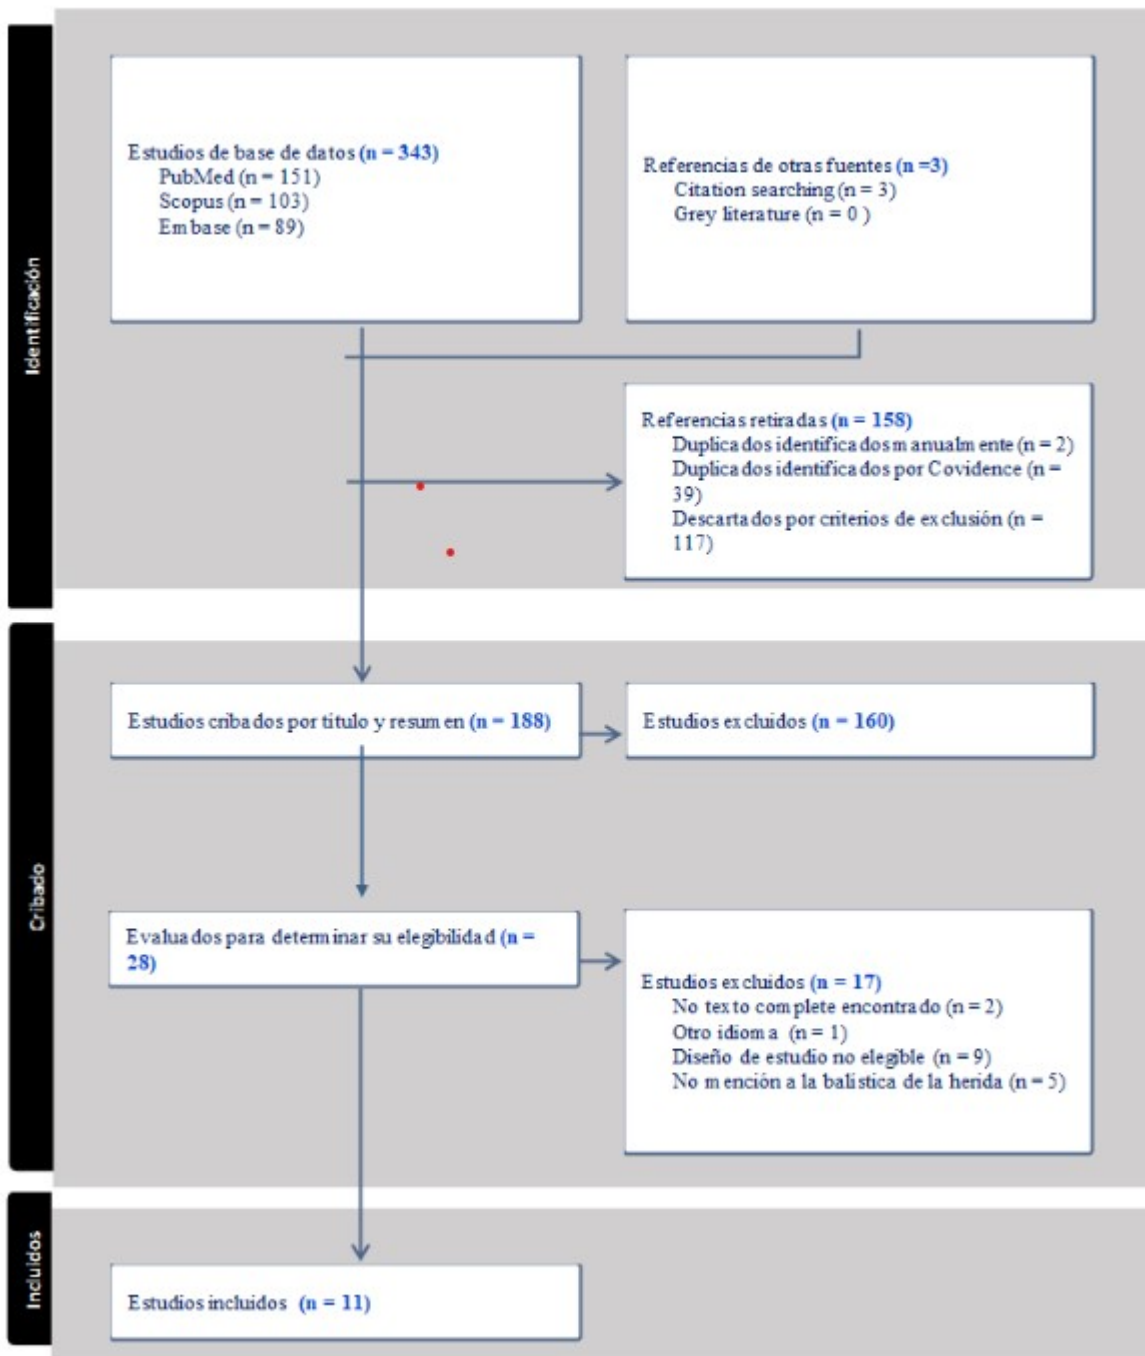 Identificación
Estudios de base de datos (n = 343)
PubMed (n = 151)
Scopus (n = 103)
Embase (n = 89)
Referencias de otras fuentes (n =3)
Citation searching (n = 3)
Grey literature (n = 0 )
Referencias retiradas (n = 158)
Duplicados identificados manualmente (n = 2)
Duplicados identificados por Covidence (n =
39)
Descartados por criterios de exclusión (n =
117)
Cribado
Estudios cribados por titulo y resumen (n = 188)
Estudios excluidos (n = 160)
Evaluados para determinar su elegibilidad (n =
28)
Estudios excluidos (n = 17)
No texto complete encontrado (n = 2)
Otro idioma (n = 1)
Diseño de estudio no elegible (n = 9)
No mención a la balística de la herida (n = 5)
Incluidos
Estudios incluidos (n = 11)